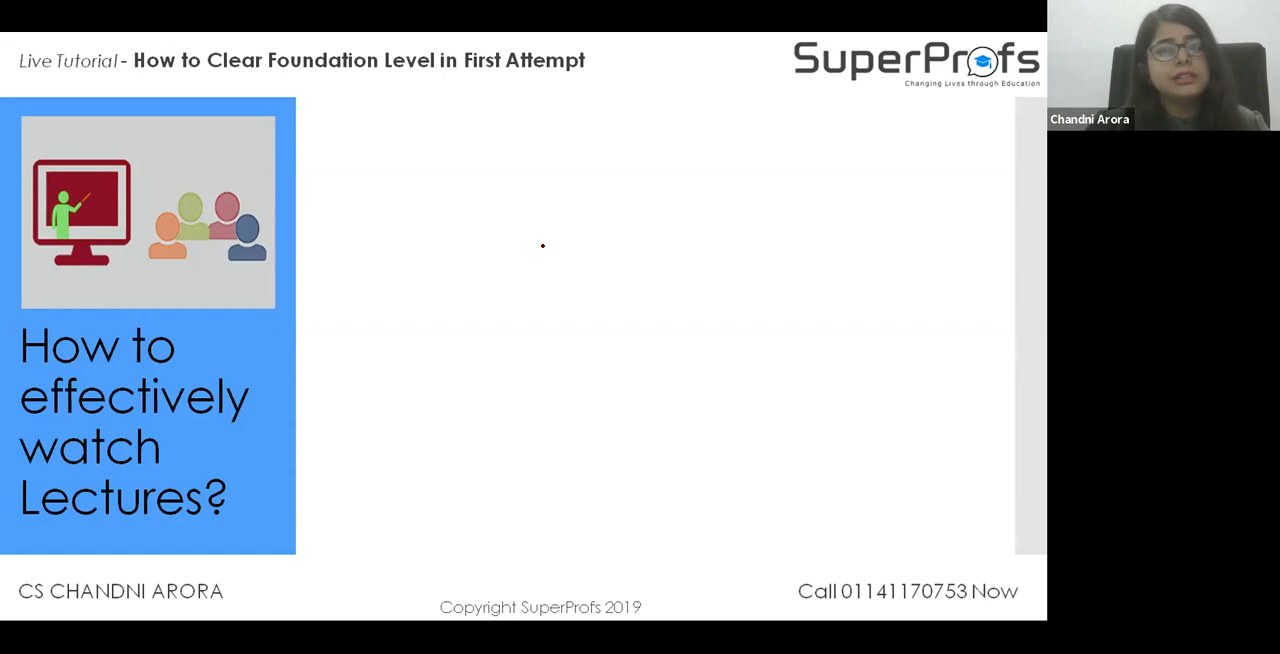 Live Tutorial - How to Clear Foundation Level in First Attempt
SuperProfs
Changing Lives through Education
Chandni Arora
How to
effectively
watch
Lectures?
CS CHANDNI ARORA
Copyright SuperProfs 2019
Call 01141170753 Now